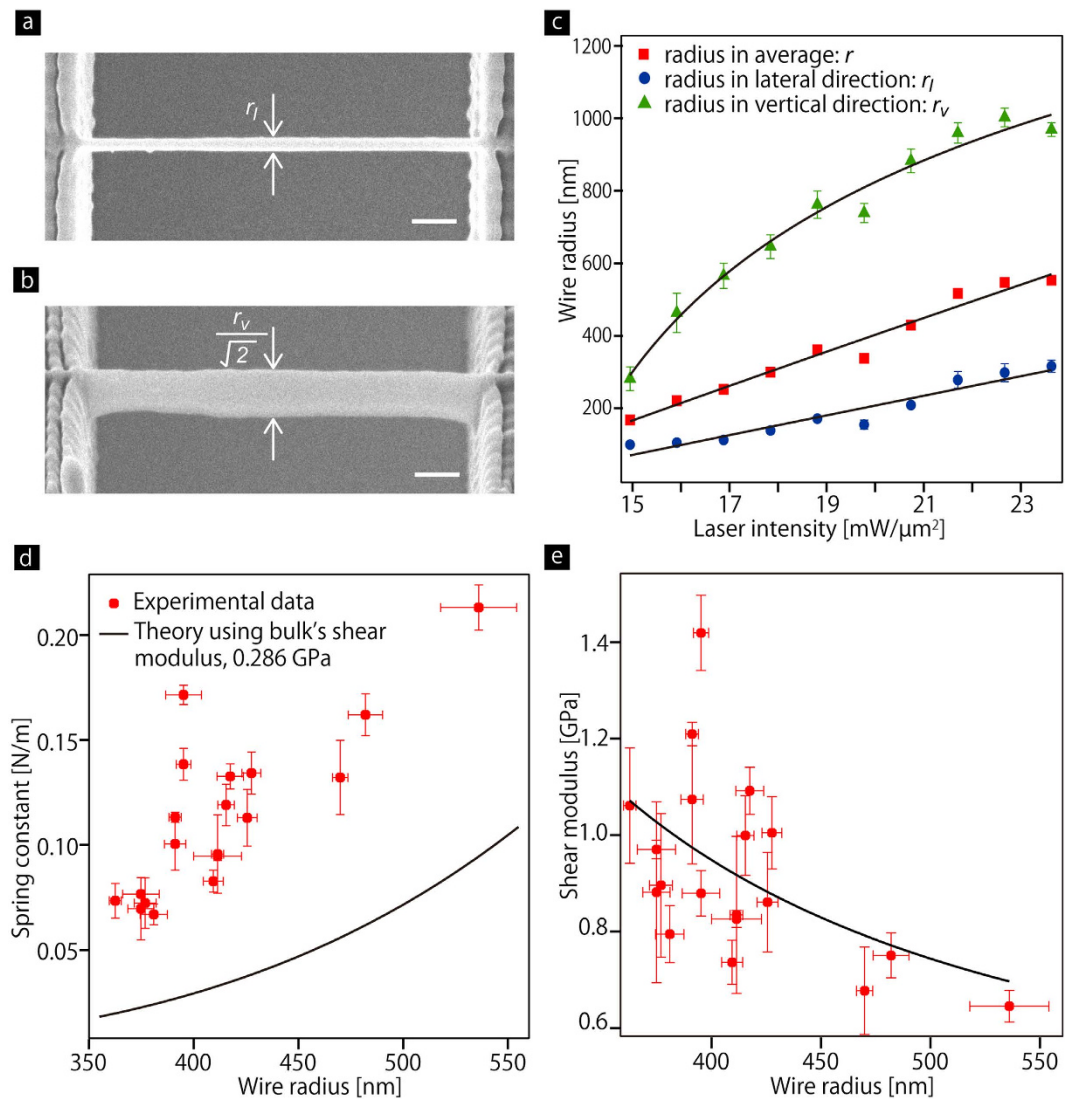 a
r_l
b
r_v
√2
c
1200
1000
800
600
400
200
Wire radius [nm]
radius in average: r
radius in lateral direction: r_l
radius in vertical direction: r_v
15
17
19
21
23
Laser intensity [mW/μm²]
d
0.20
0.15
0.10
0.05
Spring constant [N/m]
Experimental data
Theory using bulk's shear
modulus, 0.286 GPa
350
400
450
500
550
Wire radius [nm]
e
1.4
1.2
1.0
0.8
0.6
Shear modulus [GPa]
400
450
500
550
Wire radius [nm]